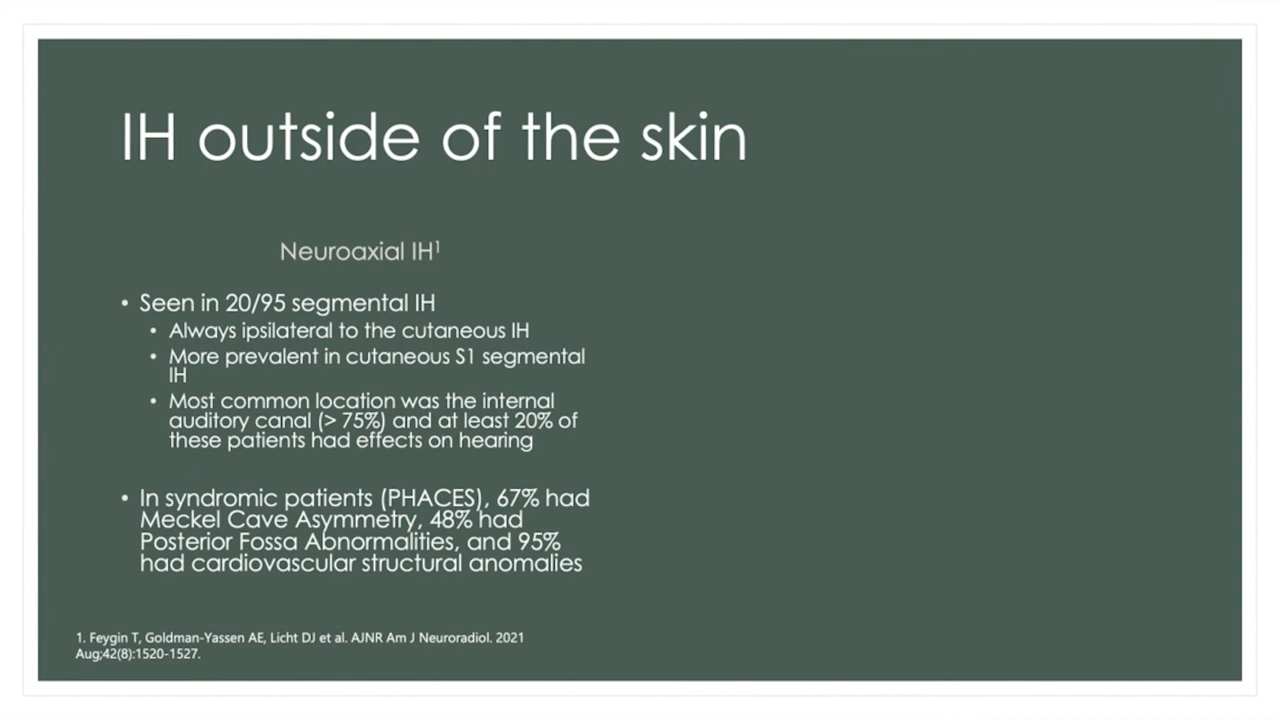 IH outside of the skin
Neuroaxial IH¹
• Seen in 20/95 segmental IH
• Always ipsilateral to the cutaneous IH
• More prevalent in cutaneous S1 segmental
IH
• Most common location was the internal
auditory canal (> 75%) and at least 20% of
these patients had effects on hearing
• In syndromic patients (PHACES), 67% had
Meckel Cave Asymmetry, 48% had
Posterior Fossa Abnormalities, and 95%
had cardiovascular structural anomalies
1. Feygin T, Goldman-Yassen AE, Licht DJ et al. AJNR Am J Neuroradiol. 2021
Aug;42(8):1520-1527.